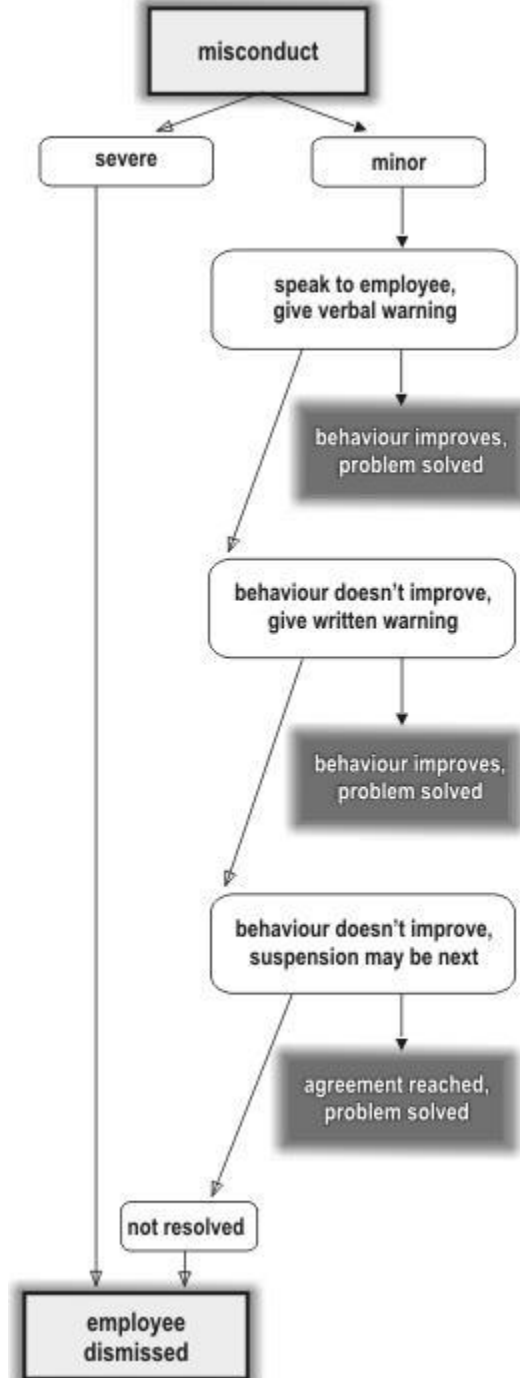 misconduct
severe
minor
speak to employee,
give verbal warning
behaviour improves,
problem solved
behaviour doesn't improve,
give written warning
behaviour improves,
problem solved
behaviour doesn't improve,
suspension may be next
agreement reached,
problem solved
not resolved
employee
dismissed